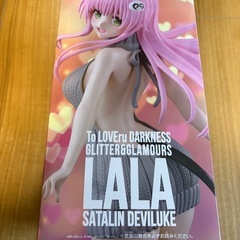 To LOVEru DARKNESS
GLITTER&GLAMOURS
LALA
SATALIN DEVILUKE